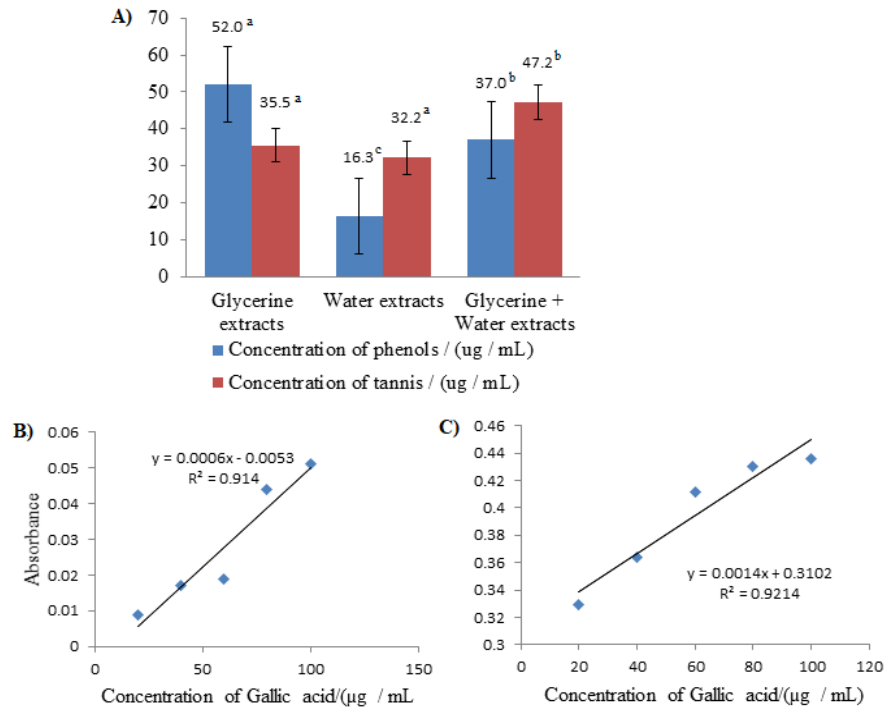 A)
70
60
50
40
30
20
10
0
52.0 a
35.5 a
16.3 c
32.2 a
37.0 b
47.2 b
Glycerine
extracts
Water extracts
Glycerine +
Water extracts
Concentration of phenols / (ug / mL)
Concentration of tannis / (ug / mL)
B)
0.06
0.05
0.04
0.03
0.02
0.01
0
y = 0.0006x - 0.0053
R² = 0.914
Absorbance
0 50 100 150
Concentration of Gallic acid/(µg / mL
C)
0.46
0.44
0.42
0.4
0.38
0.36
0.34
0.32
0.3
y = 0.0014x + 0.3102
R² = 0.9214
0 20 40 60 80 100 120
Concentration of Gallic acid/(µg / mL)